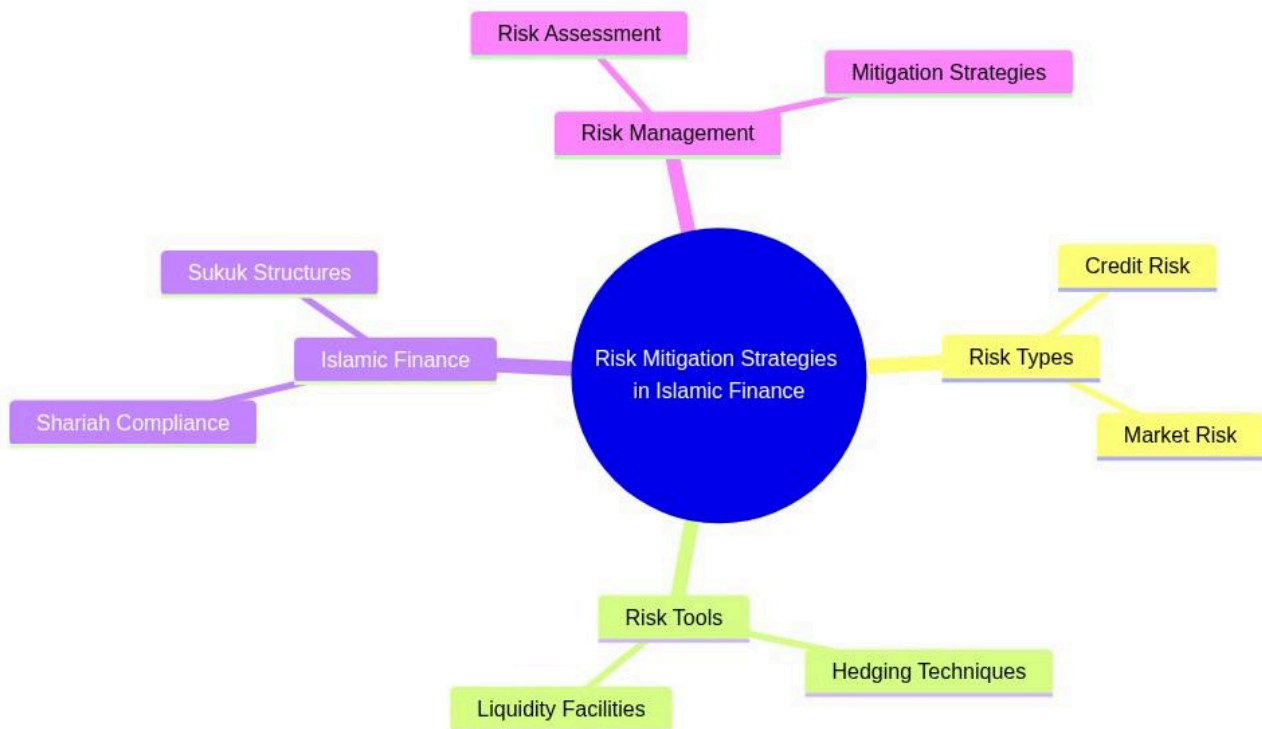 Risk Assessment
Mitigation Strategies
Risk Management
Sukuk Structures
Credit Risk
Risk Mitigation Strategies
in Islamic Finance
Islamic Finance
Risk Types
Shariah Compliance
Market Risk
Risk Tools
Hedging Techniques
Liquidity Facilities